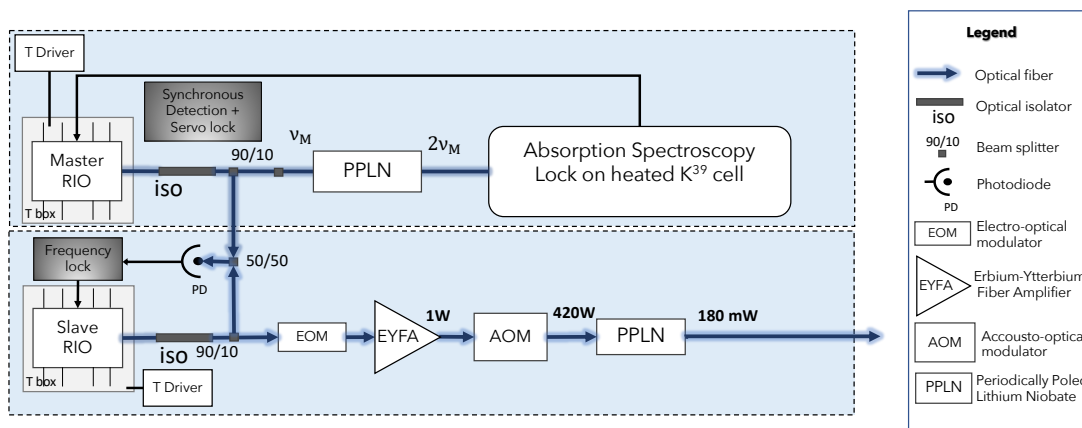 T Driver
Synchronous
Detection +
Servo lock
Master
RIO
T box
iso
90/10
ν_M
PPLN
2ν_M
Absorption Spectroscopy
Lock on heated K³⁹ cell
Frequency
lock
PD
50/50
Slave
RIO
T box
iso
90/10
T Driver
EOM
EYFA
1W
AOM
420W
PPLN
180 mW
Legend
Optical fiber
iso
Optical isolator
90/10
Beam splitter
PD
Photodiode
EOM
Electro-optical
modulator
EYFA
Erbium-Ytterbium
Fiber Amplifier
AOM
Accousto-optical
modulator
PPLN
Periodically Poled
Lithium Niobate